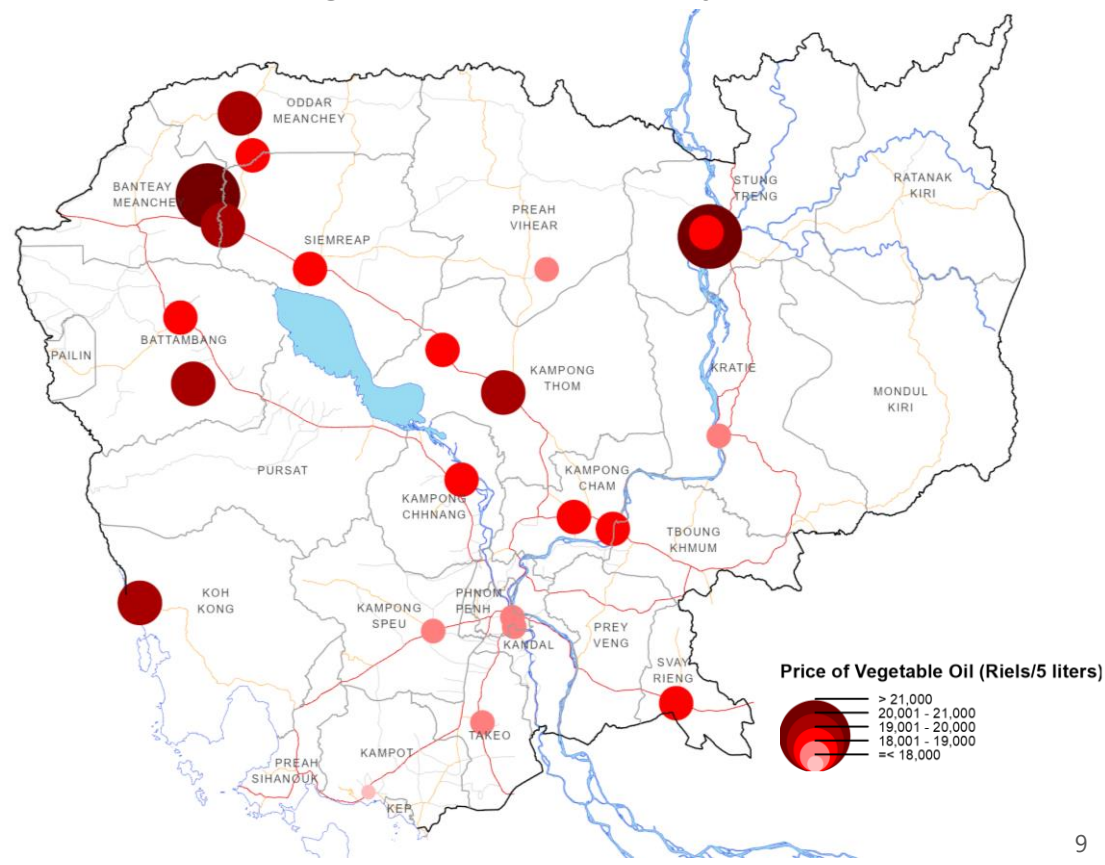 ODDAR
MEANCHEY
BANTEAY
MEANCHE
SIEMREAP
PREAH
VIHEAR
STUNG
TRENG
RATANAK
KIRI
BATTAMBANG
PAILIN
KAMPONG
THOM
KRATIE
MONDUL
KIRI
PURSAT
KAMPONG
CHHNANG
KAMPONG
CHAM
TBOUNG
KHMUM
KOH
KONG
KAMPONG
SPEU
PHNOM
PENH
KANDAL
PREY
VENG
SVAY
RIENG
TAKEO
KAMPOT
PREAH
SIHANOUK
KEP
Price of Vegetable Oil (Riels/5 liters)
> 21,000
20,001 - 21,000
19,001 - 20,000
18,001 - 19,000
=< 18,000
9